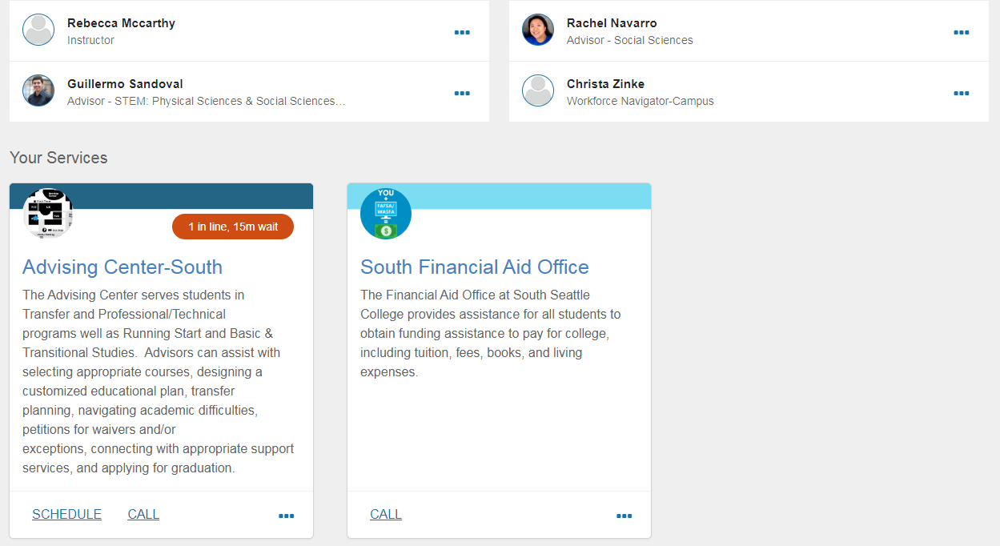 Rebecca Mccarthy
Instructor
Rachel Navarro
Advisor - Social Sciences
Guillermo Sandoval
Advisor - STEM: Physical Sciences & Social Sciences…
Christa Zinke
Workforce Navigator-Campus
Your Services
1 in line, 15m wait
Advising Center-South
The Advising Center serves students in
Transfer and Professional/Technical
programs well as Running Start and Basic &
Transitional Studies.  Advisors can assist with
selecting appropriate courses, designing a
customized educational plan, transfer
planning, navigating academic difficulties,
petitions for waivers and/or
exceptions, connecting with appropriate support
services, and applying for graduation.
SCHEDULE CALL
YOU
+
FAFSA/
WASFA
=
$
South Financial Aid Office
The Financial Aid Office at South Seattle
College provides assistance for all students to
obtain funding assistance to pay for college,
including tuition, fees, books, and living
expenses.
CALL